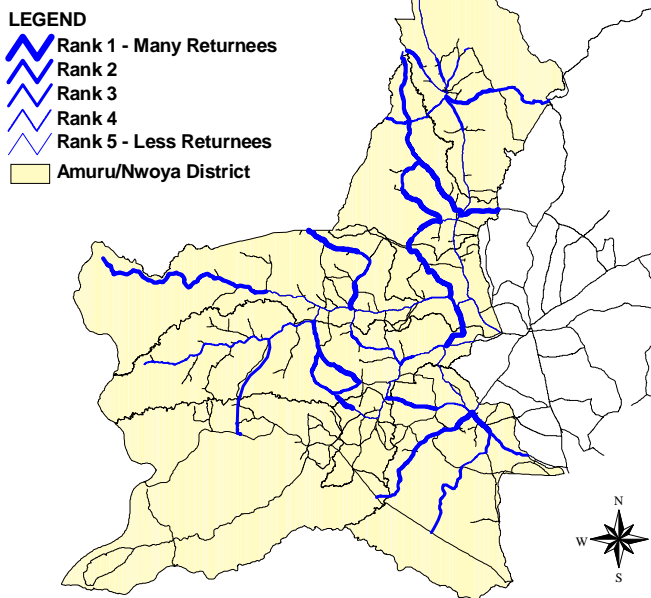 LEGEND
Rank 1 - Many Returnees
Rank 2
Rank 3
Rank 4
Rank 5 - Less Returnees
Amuru/Nwoya District
N
W E
S